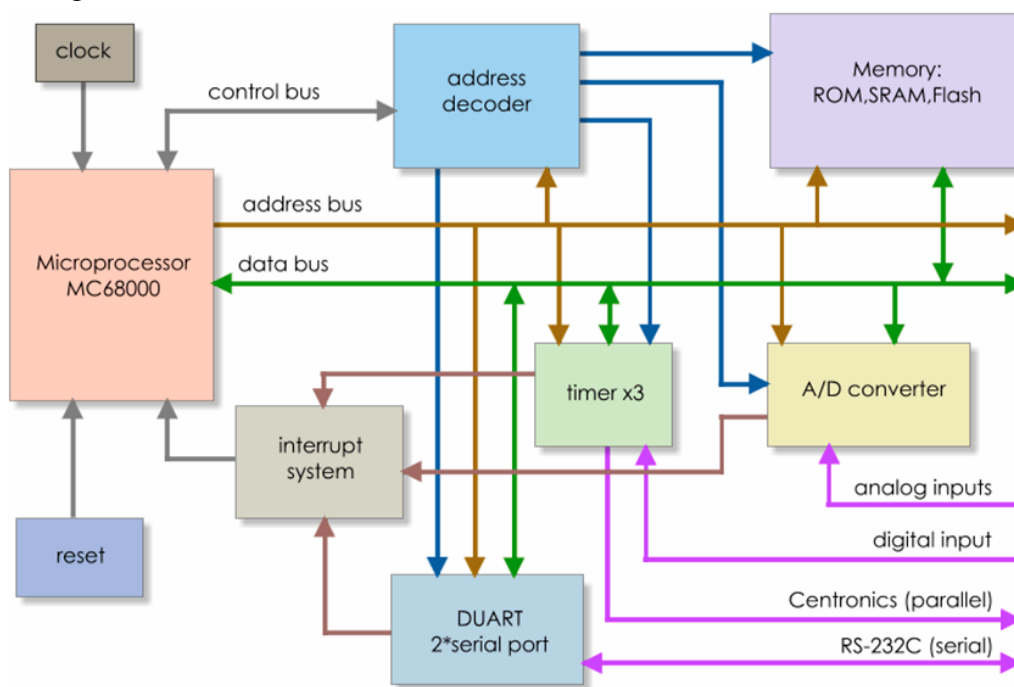 clock
control bus
address
decoder
Memory:
ROM,SRAM,Flash
address bus
Microprocessor
MC68000
data bus
timer x3
A/D converter
interrupt
system
analog inputs
reset
digital input
Centronics (parallel)
DUART
2*serial port
RS-232C (serial)